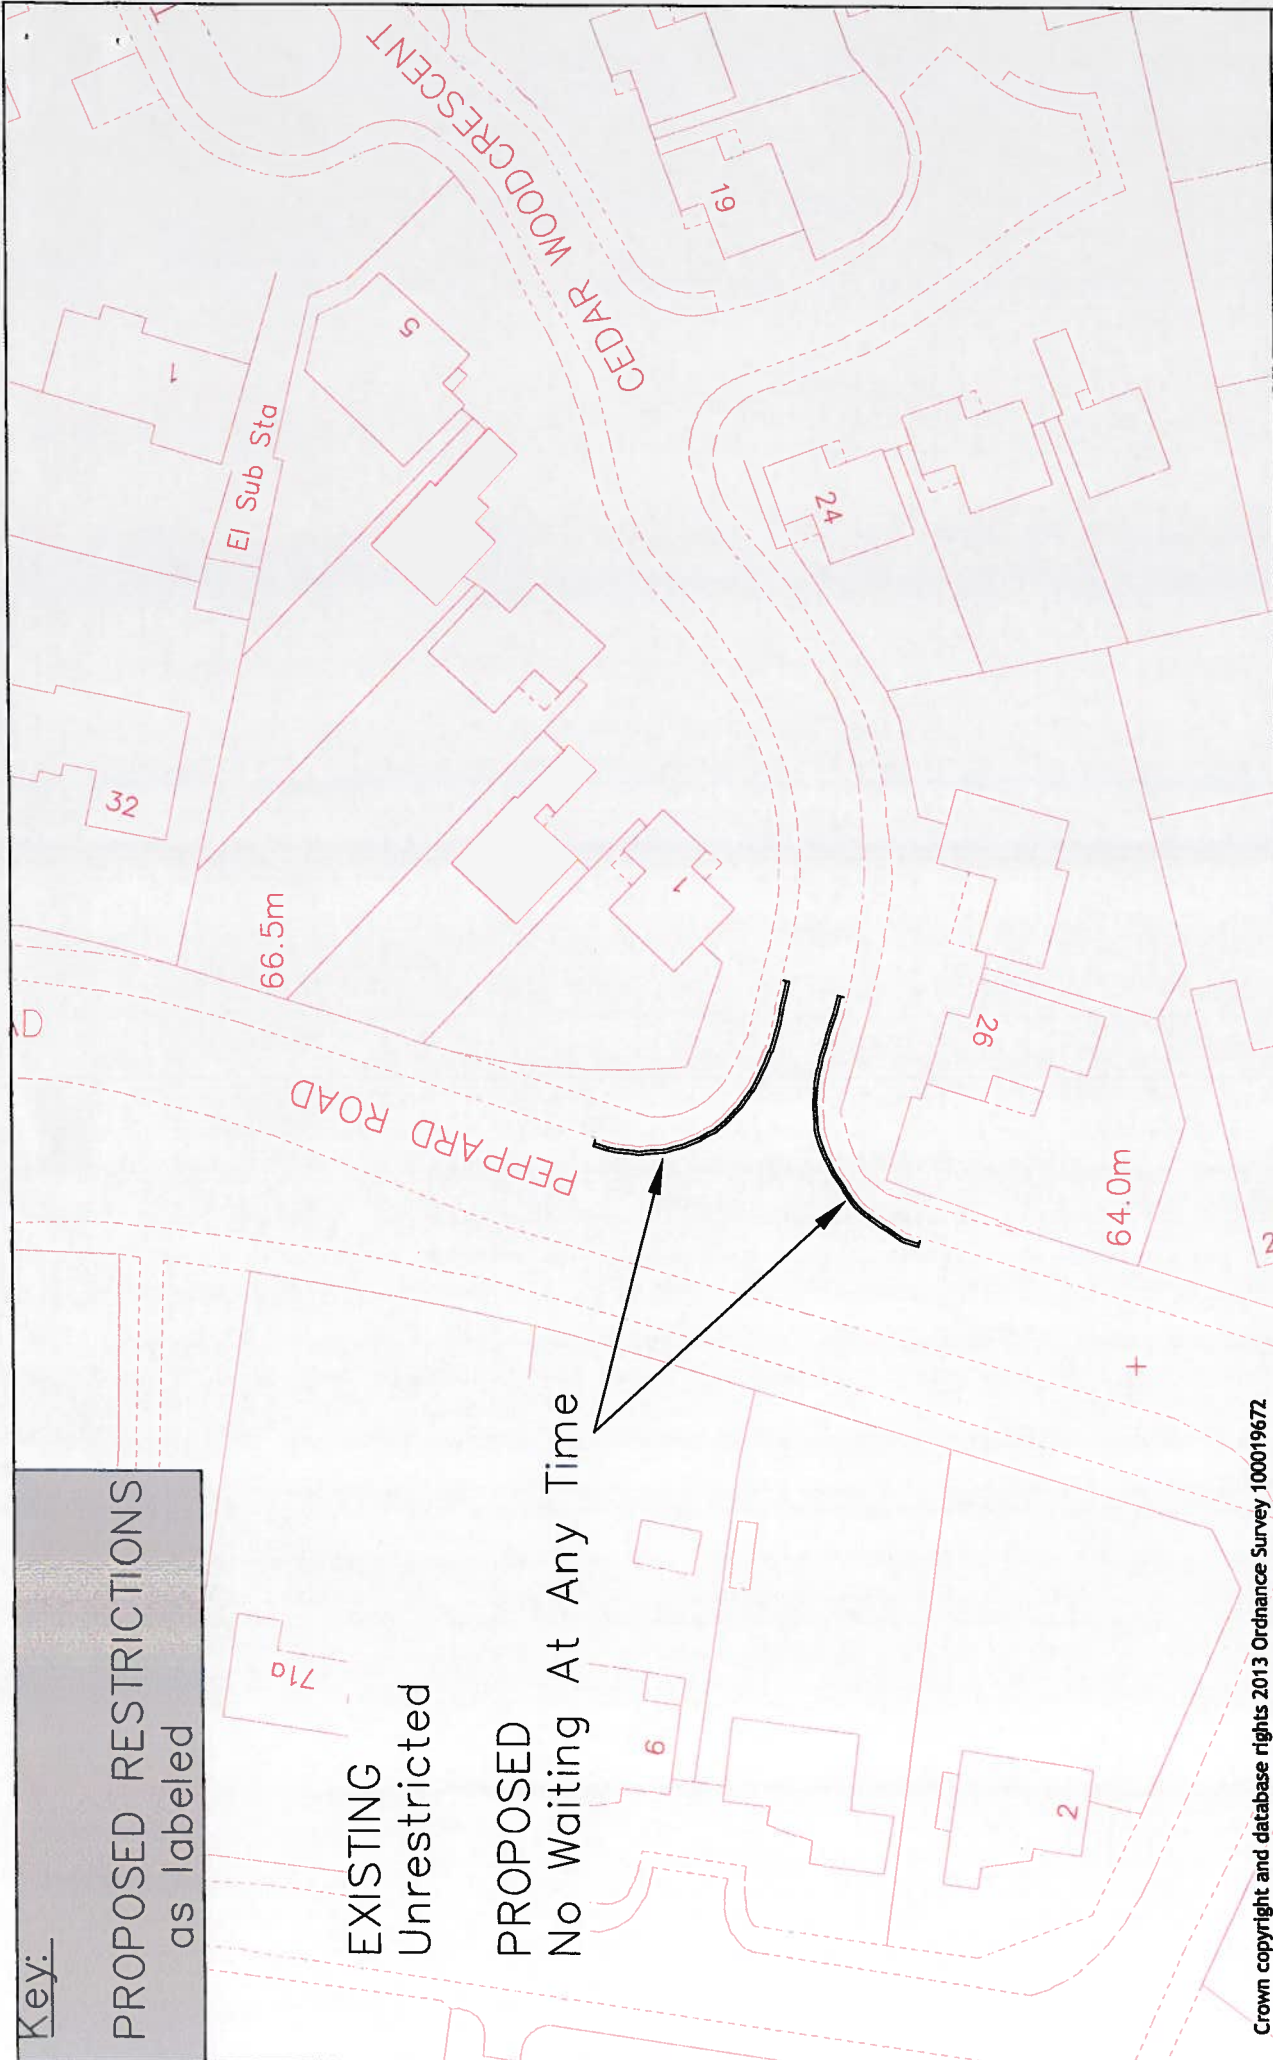 Key:
PROPOSED RESTRICTIONS
as labeled
EXISTING
Unrestricted
PROPOSED
No Waiting At Any Time
PEPPARD ROAD
CEDAR WOODCRESCENT
El Sub Sta
66.5m
64.0m
32
1
5
1
19
24
26
71a
6
2
Crown copyright and database rights 2013 Ordnance Survey 100019672